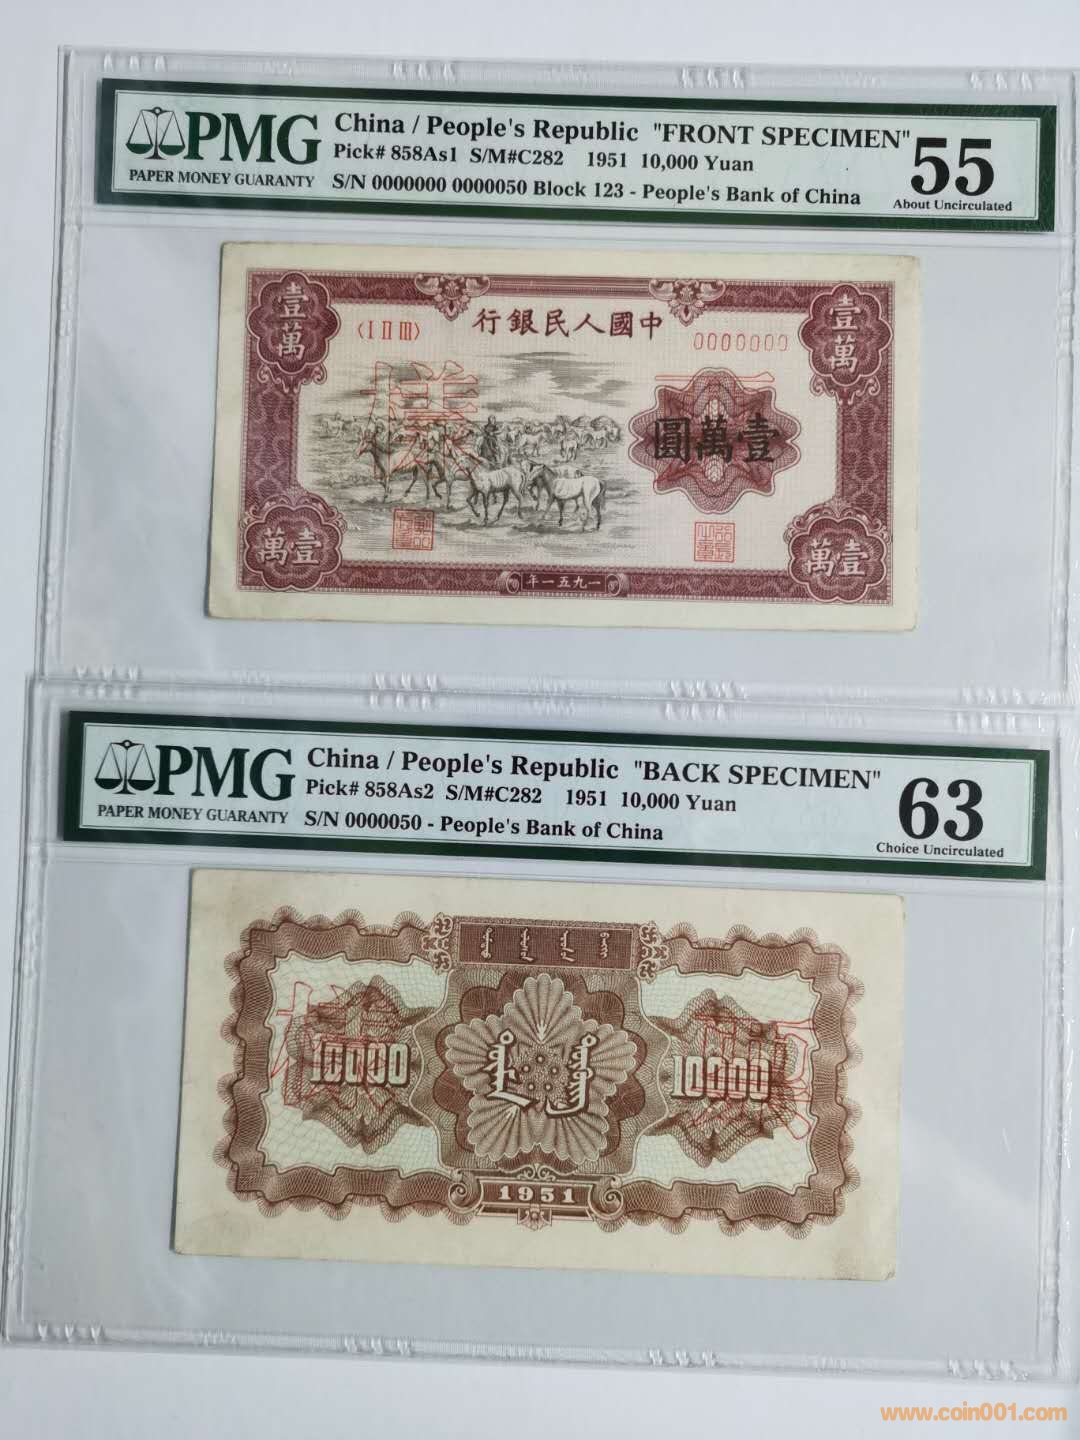 PMG
PAPER MONEY GUARANTY
China / People's Republic "FRONT SPECIMEN"
Pick# 858As1 S/M#C282 1951 10,000 Yuan
S/N 0000000 0000050 Block 123 - People's Bank of China
55
About Uncirculated
壹萬
〈I II III〉
行銀民人國中
0000000
壹萬
樣
圓萬壹
萬壹
年一五九一
萬壹
PMG
PAPER MONEY GUARANTY
China / People's Republic "BACK SPECIMEN"
Pick# 858As2 S/M#C282 1951 10,000 Yuan
S/N 0000050 - People's Bank of China
63
Choice Uncirculated
樣
10000
10000
1951
www.coin001.com